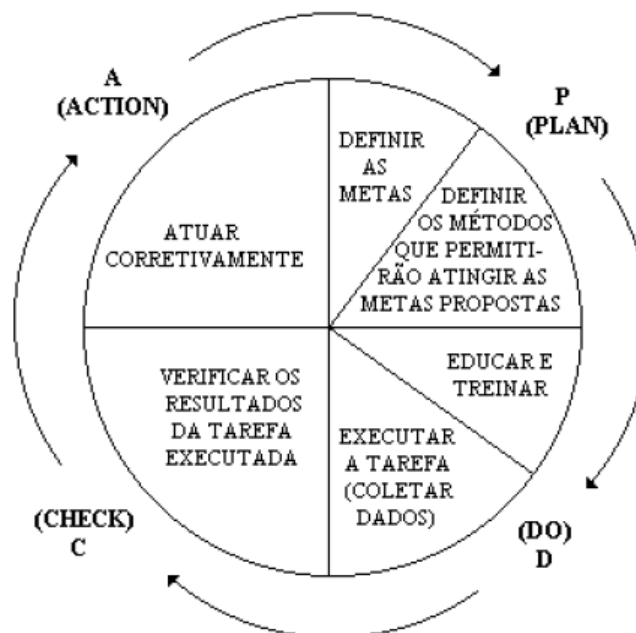 A
(ACTION)
P
(PLAN)
DEFINIR
AS
METAS
DEFINIR
OS MÉTODOS
QUE PERMITI-
RÃO ATINGIR AS
METAS PROPOSTAS
ATUAR
CORRETIVAMENTE
EDUCAR E
TREINAR
VERIFICAR OS
RESULTADOS
DA TAREFA
EXECUTADA
EXECUTAR
A TAREFA
(COLETAR
DADOS)
(CHECK)
C
(DO)
D